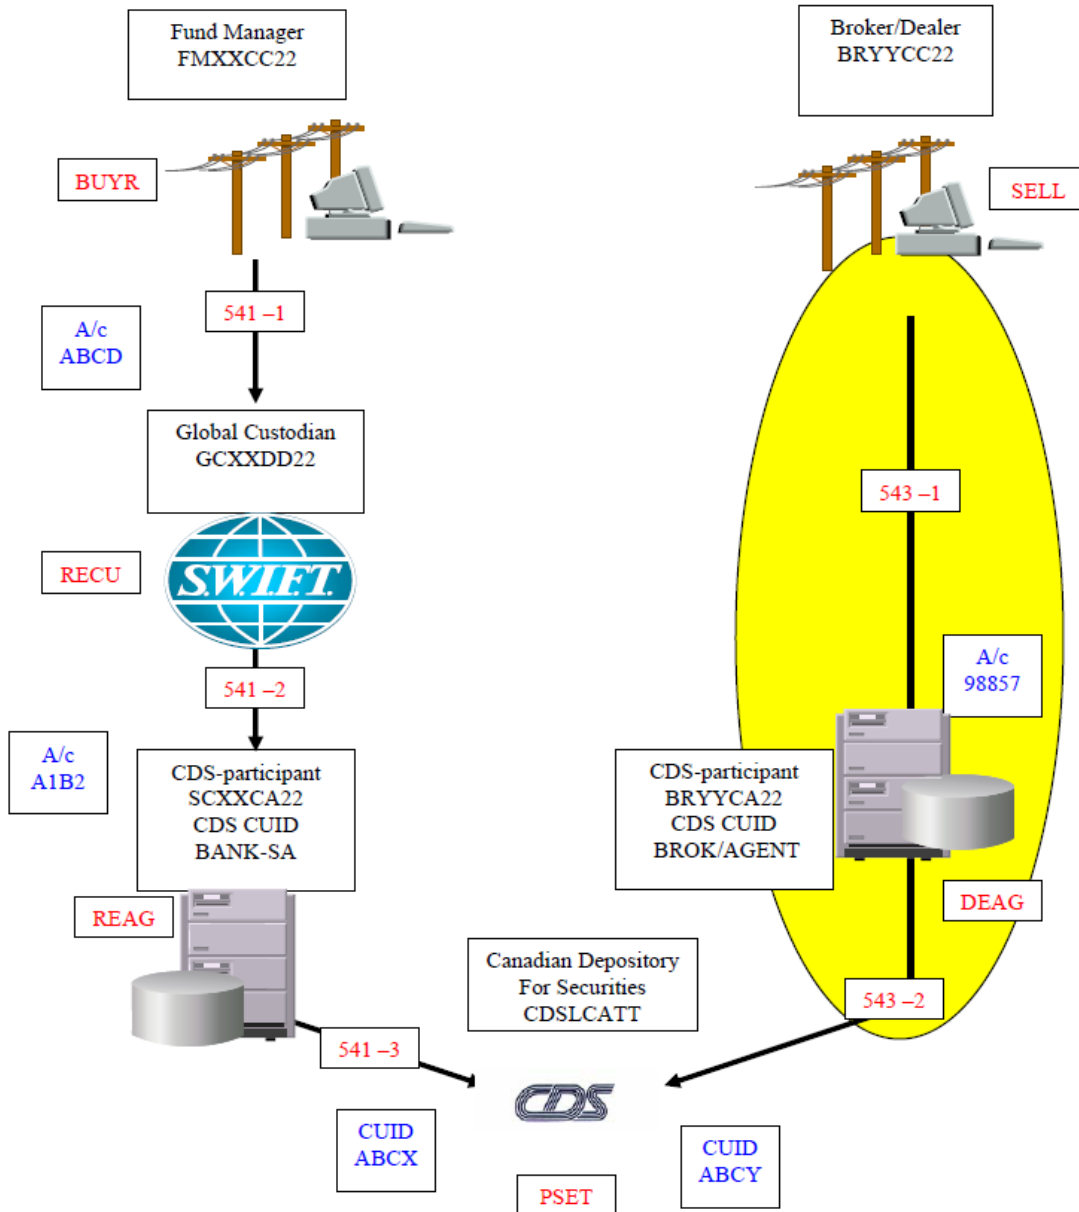 Fund Manager
FMXXCC22
Broker/Dealer
BRYYCC22
BUYR
SELL
541 –1
A/c
ABCD
Global Custodian
GCXXDD22
543 –1
RECU
S.W.I.F.T.
541 –2
A/c
98857
A/c
A1B2
CDS-participant
SCXXCA22
CDS CUID
BANK-SA
CDS-participant
BRYYCA22
CDS CUID
BROK/AGENT
REAG
DEAG
Canadian Depository
For Securities
CDSLCATT
543 –2
541 –3
CDS
CUID
ABCX
CUID
ABCY
PSET